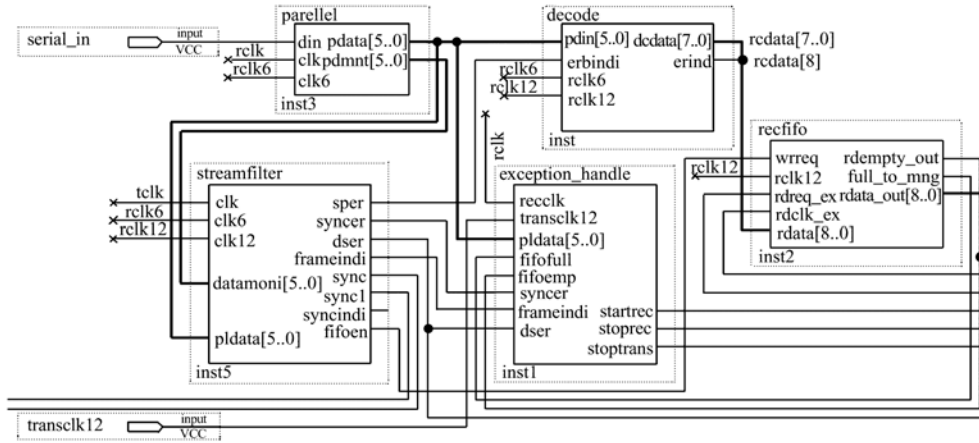 parellel
serial_in
input
VCC
din pdata[5..0]
clk pdmnt[5..0]
clk6
rclk
rclk6
inst3
decode
pdin[5..0] dcdata[7..0]
erbindi erind
rclk6
rclk12
rclk6
rclk12
inst
rcdata[7..0]
rcdata[8]
recfifo
wrreq rdempty_out
rclk12 full_to_mng
rdreq_ex rdata_out[8..0]
rdclk_ex
rdata[8..0]
rclk12
inst2
streamfilter
tclk
rclk6
rclk12
clk sper
clk6 syncer
clk12 dser
frameindi
sync
datamoni[5..0]
sync1
syncindi
pldata[5..0] fifoen
inst5
rclk
exception_handle
recclk
transclk12
pldata[5..0]
fifofull
fifoemp
syncer
frameindi startrec
dser stoprec
stoptrans
inst1
transclk12
input
VCC